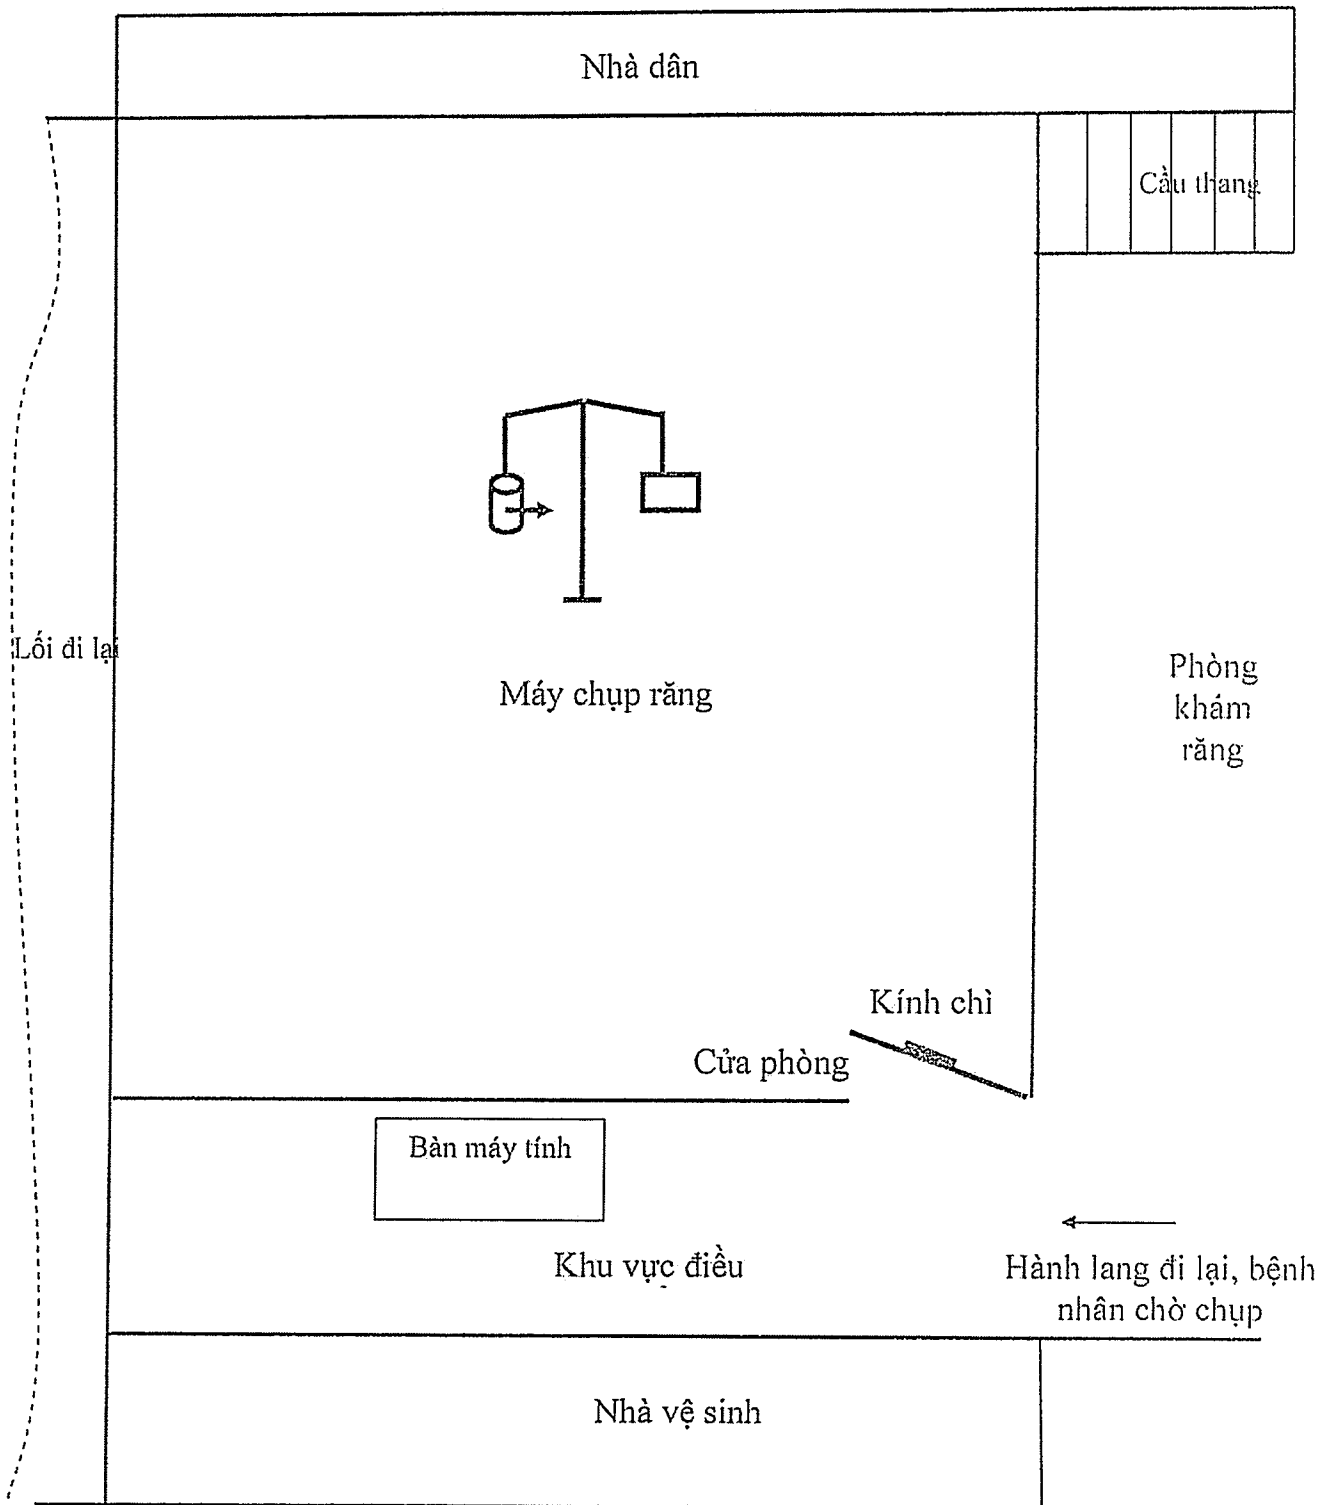 Nhà dân
Cầu thang
Lối đi lại
Máy chụp răng
Phòng
khám
răng
Kính chì
Cửa phòng
Bàn máy tính
Khu vực điều
Hành lang đi lại, bệnh
nhân chờ chụp
Nhà vệ sinh